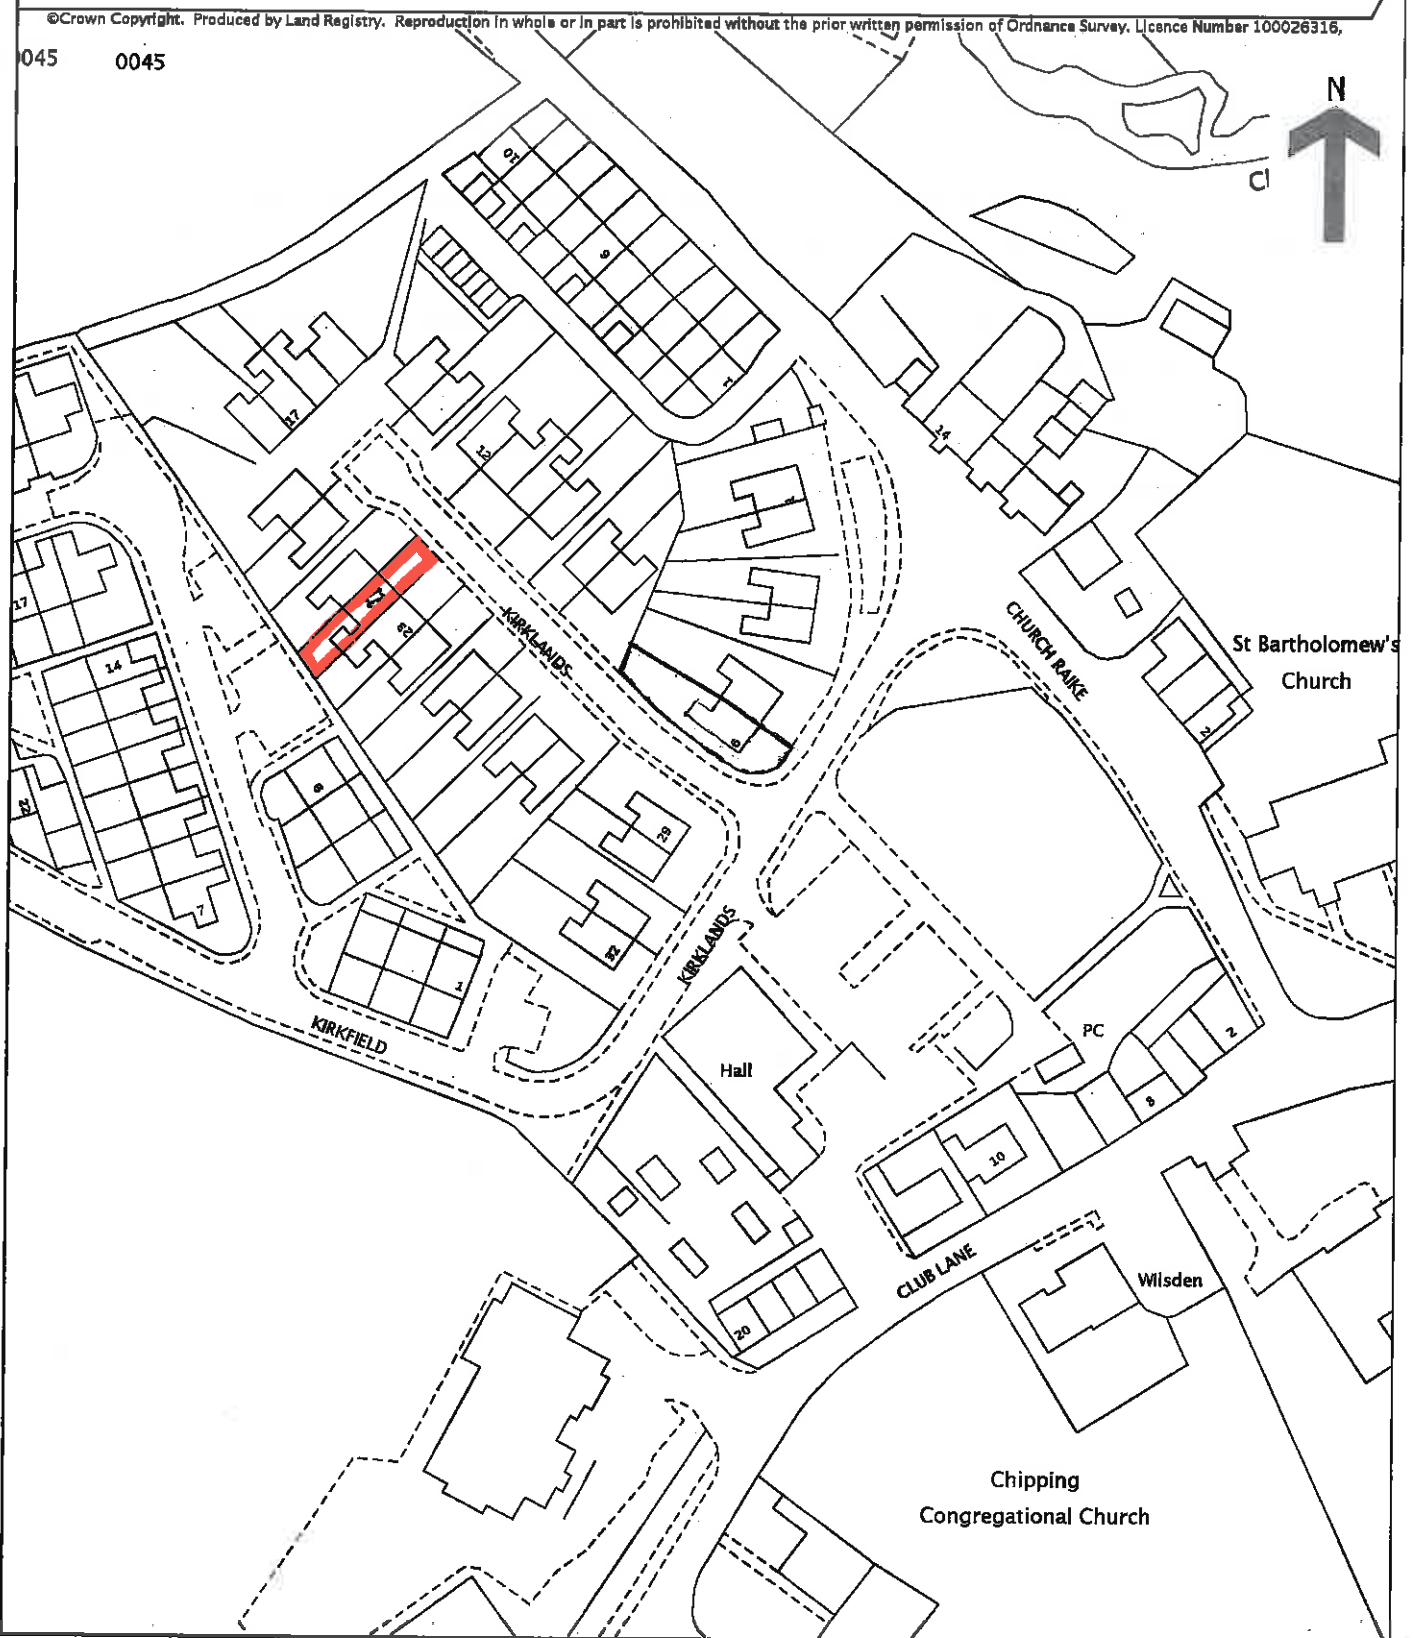 ©Crown Copyright. Produced by Land Registry. Reproduction in whole or in part is prohibited without the prior written permission of Ordnance Survey. Licence Number 100026316,
0045
0045
N
10
9
1
17
12
14
KIRKLANDS
CHURCH RAIKE
St Bartholomew's
Church
2
17
14
6
22
7
29
32
KIRKLANDS
1
KIRKFIELD
Hall
PC
2
8
10
CLUB LANE
Wilsden
20
Chipping
Congregational Church